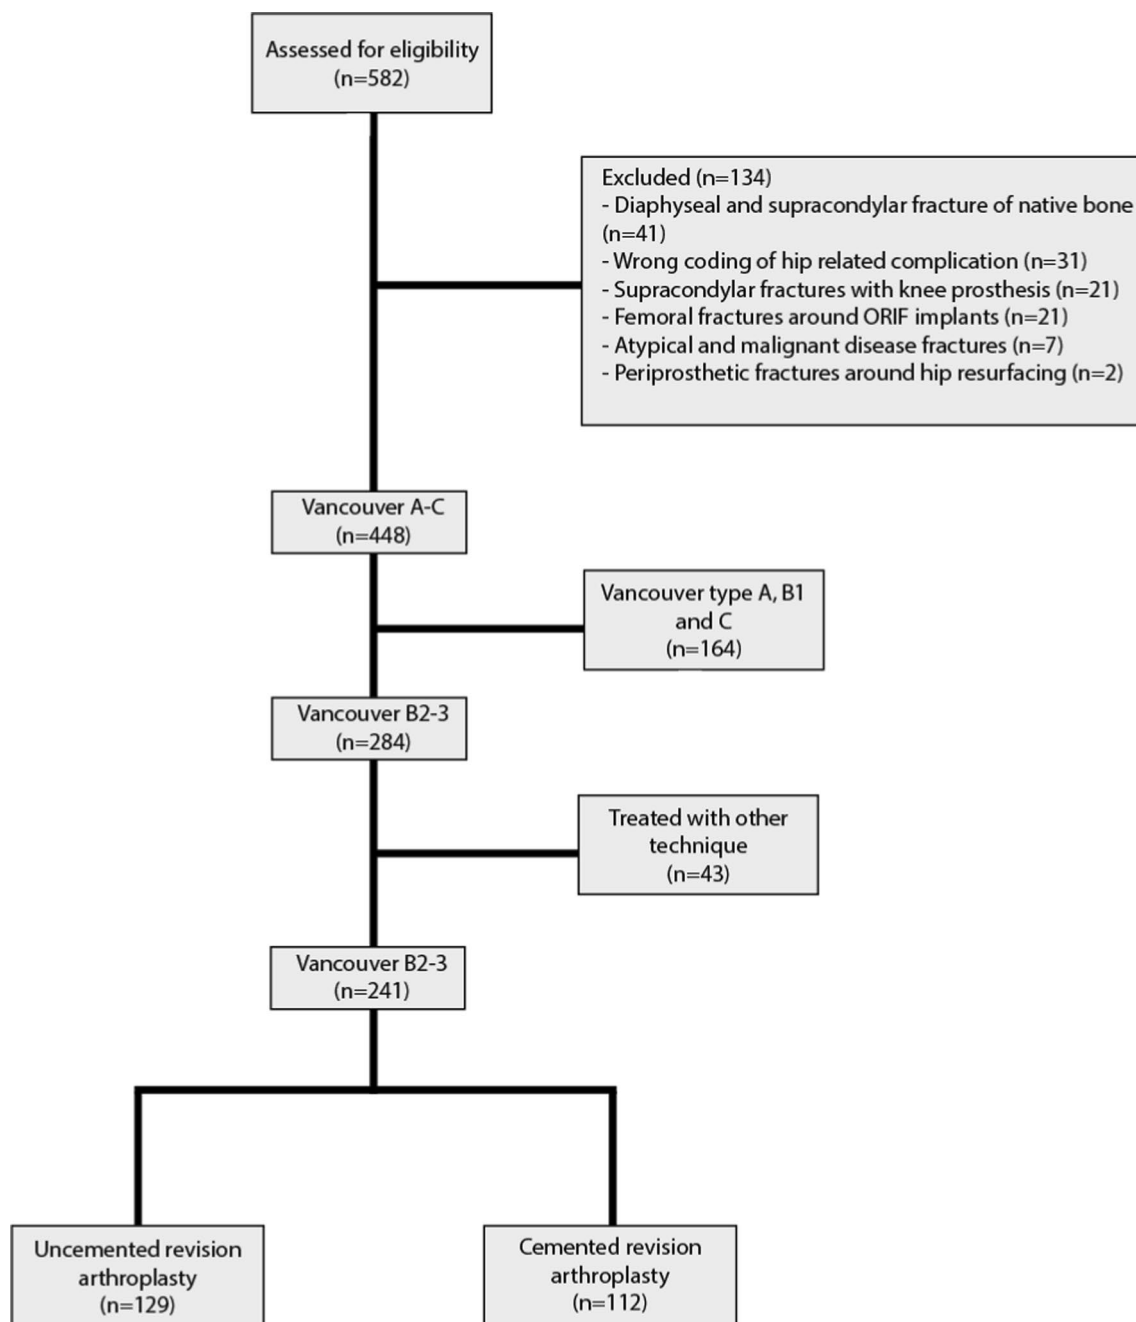 Assessed for eligibility
(n=582)
Excluded (n=134)
- Diaphyseal and supracondylar fracture of native bone
(n=41)
- Wrong coding of hip related complication (n=31)
- Supracondylar fractures with knee prosthesis (n=21)
- Femoral fractures around ORIF implants (n=21)
- Atypical and malignant disease fractures (n=7)
- Periprosthetic fractures around hip resurfacing (n=2)
Vancouver A-C
(n=448)
Vancouver type A, B1
and C
(n=164)
Vancouver B2-3
(n=284)
Treated with other
technique
(n=43)
Vancouver B2-3
(n=241)
Uncemented revision
arthroplasty
(n=129)
Cemented revision
arthroplasty
(n=112)